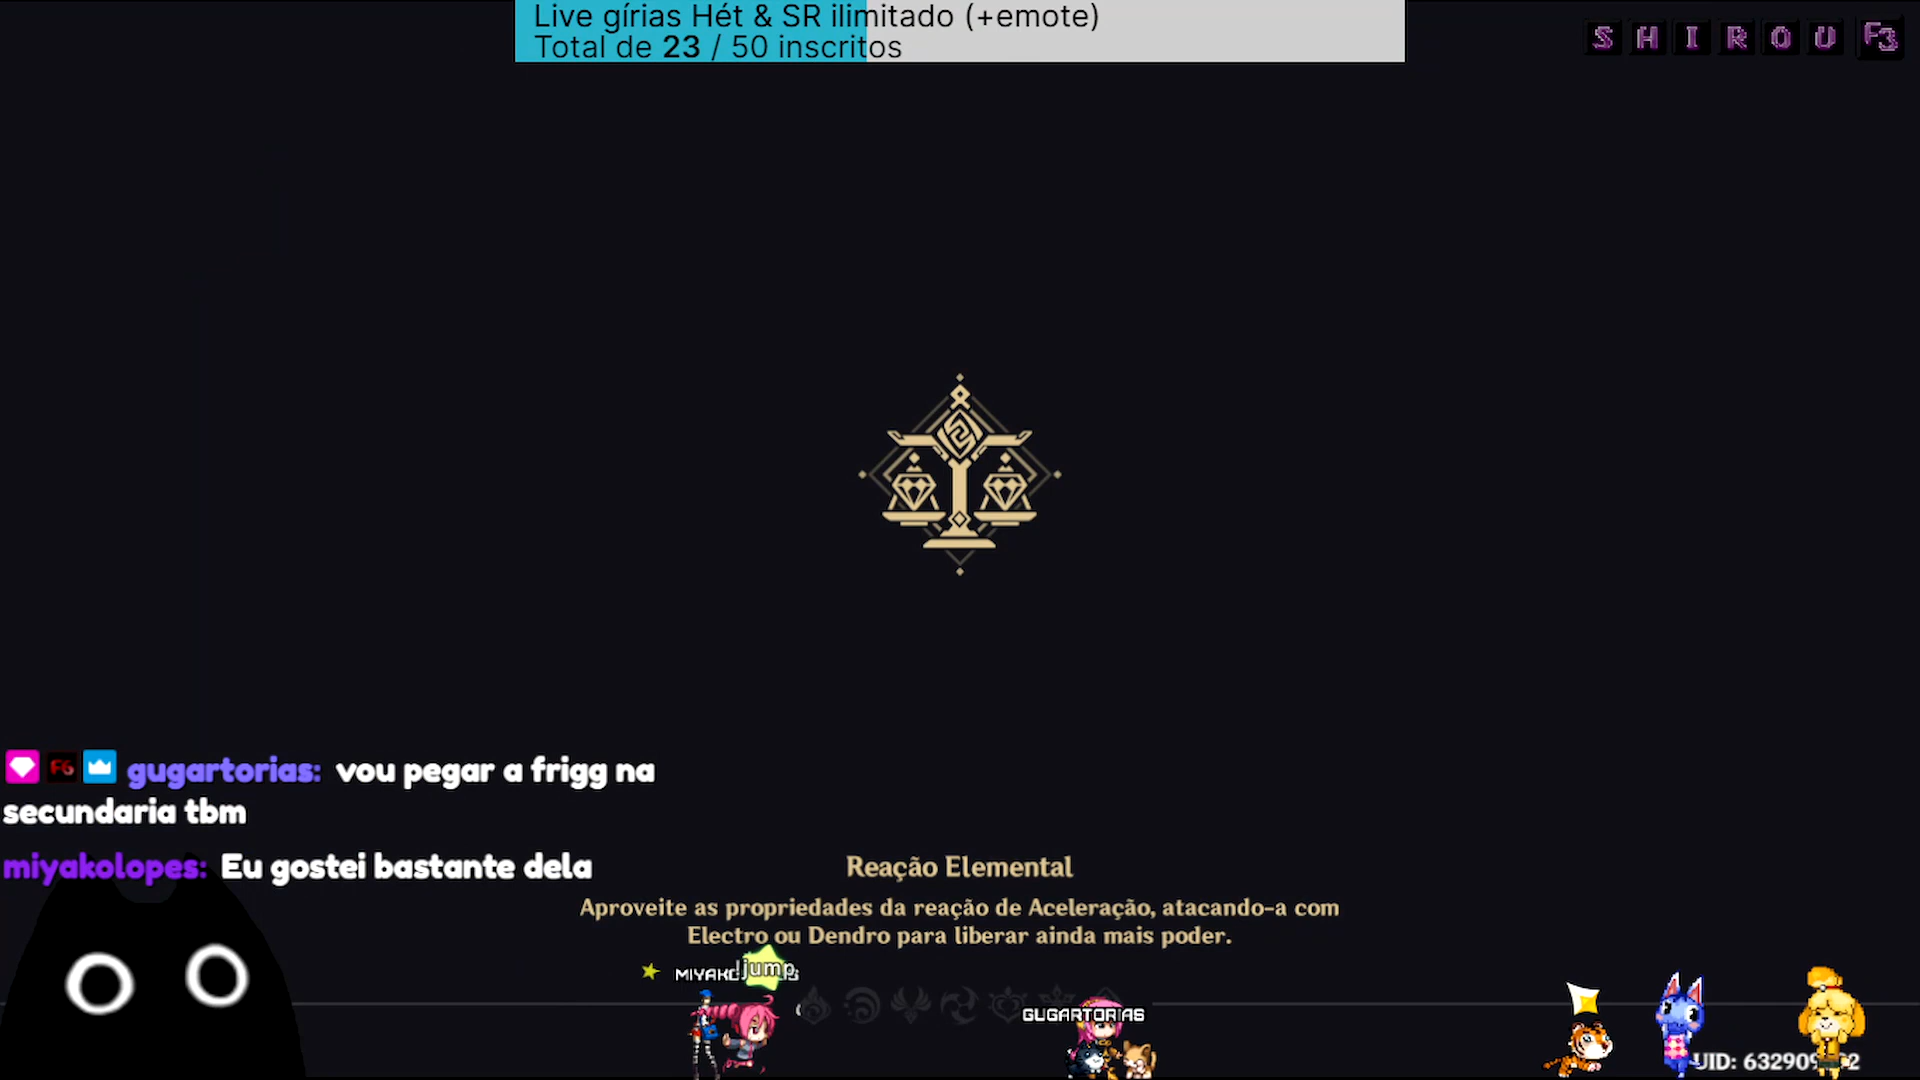 Live gírias Hét & SR ilimitado (+emote)
Total de 23 / 50 inscritos
S H I R O U F3
F6 gugartorias: vou pegar a frigg na
secundaria tbm
miyakolopes: Eu gostei bastante dela
Reação Elemental
Aproveite as propriedades da reação de Aceleração, atacando-a com
Electro ou Dendro para liberar ainda mais poder.
!jump
GUGARTORIAS
UID: